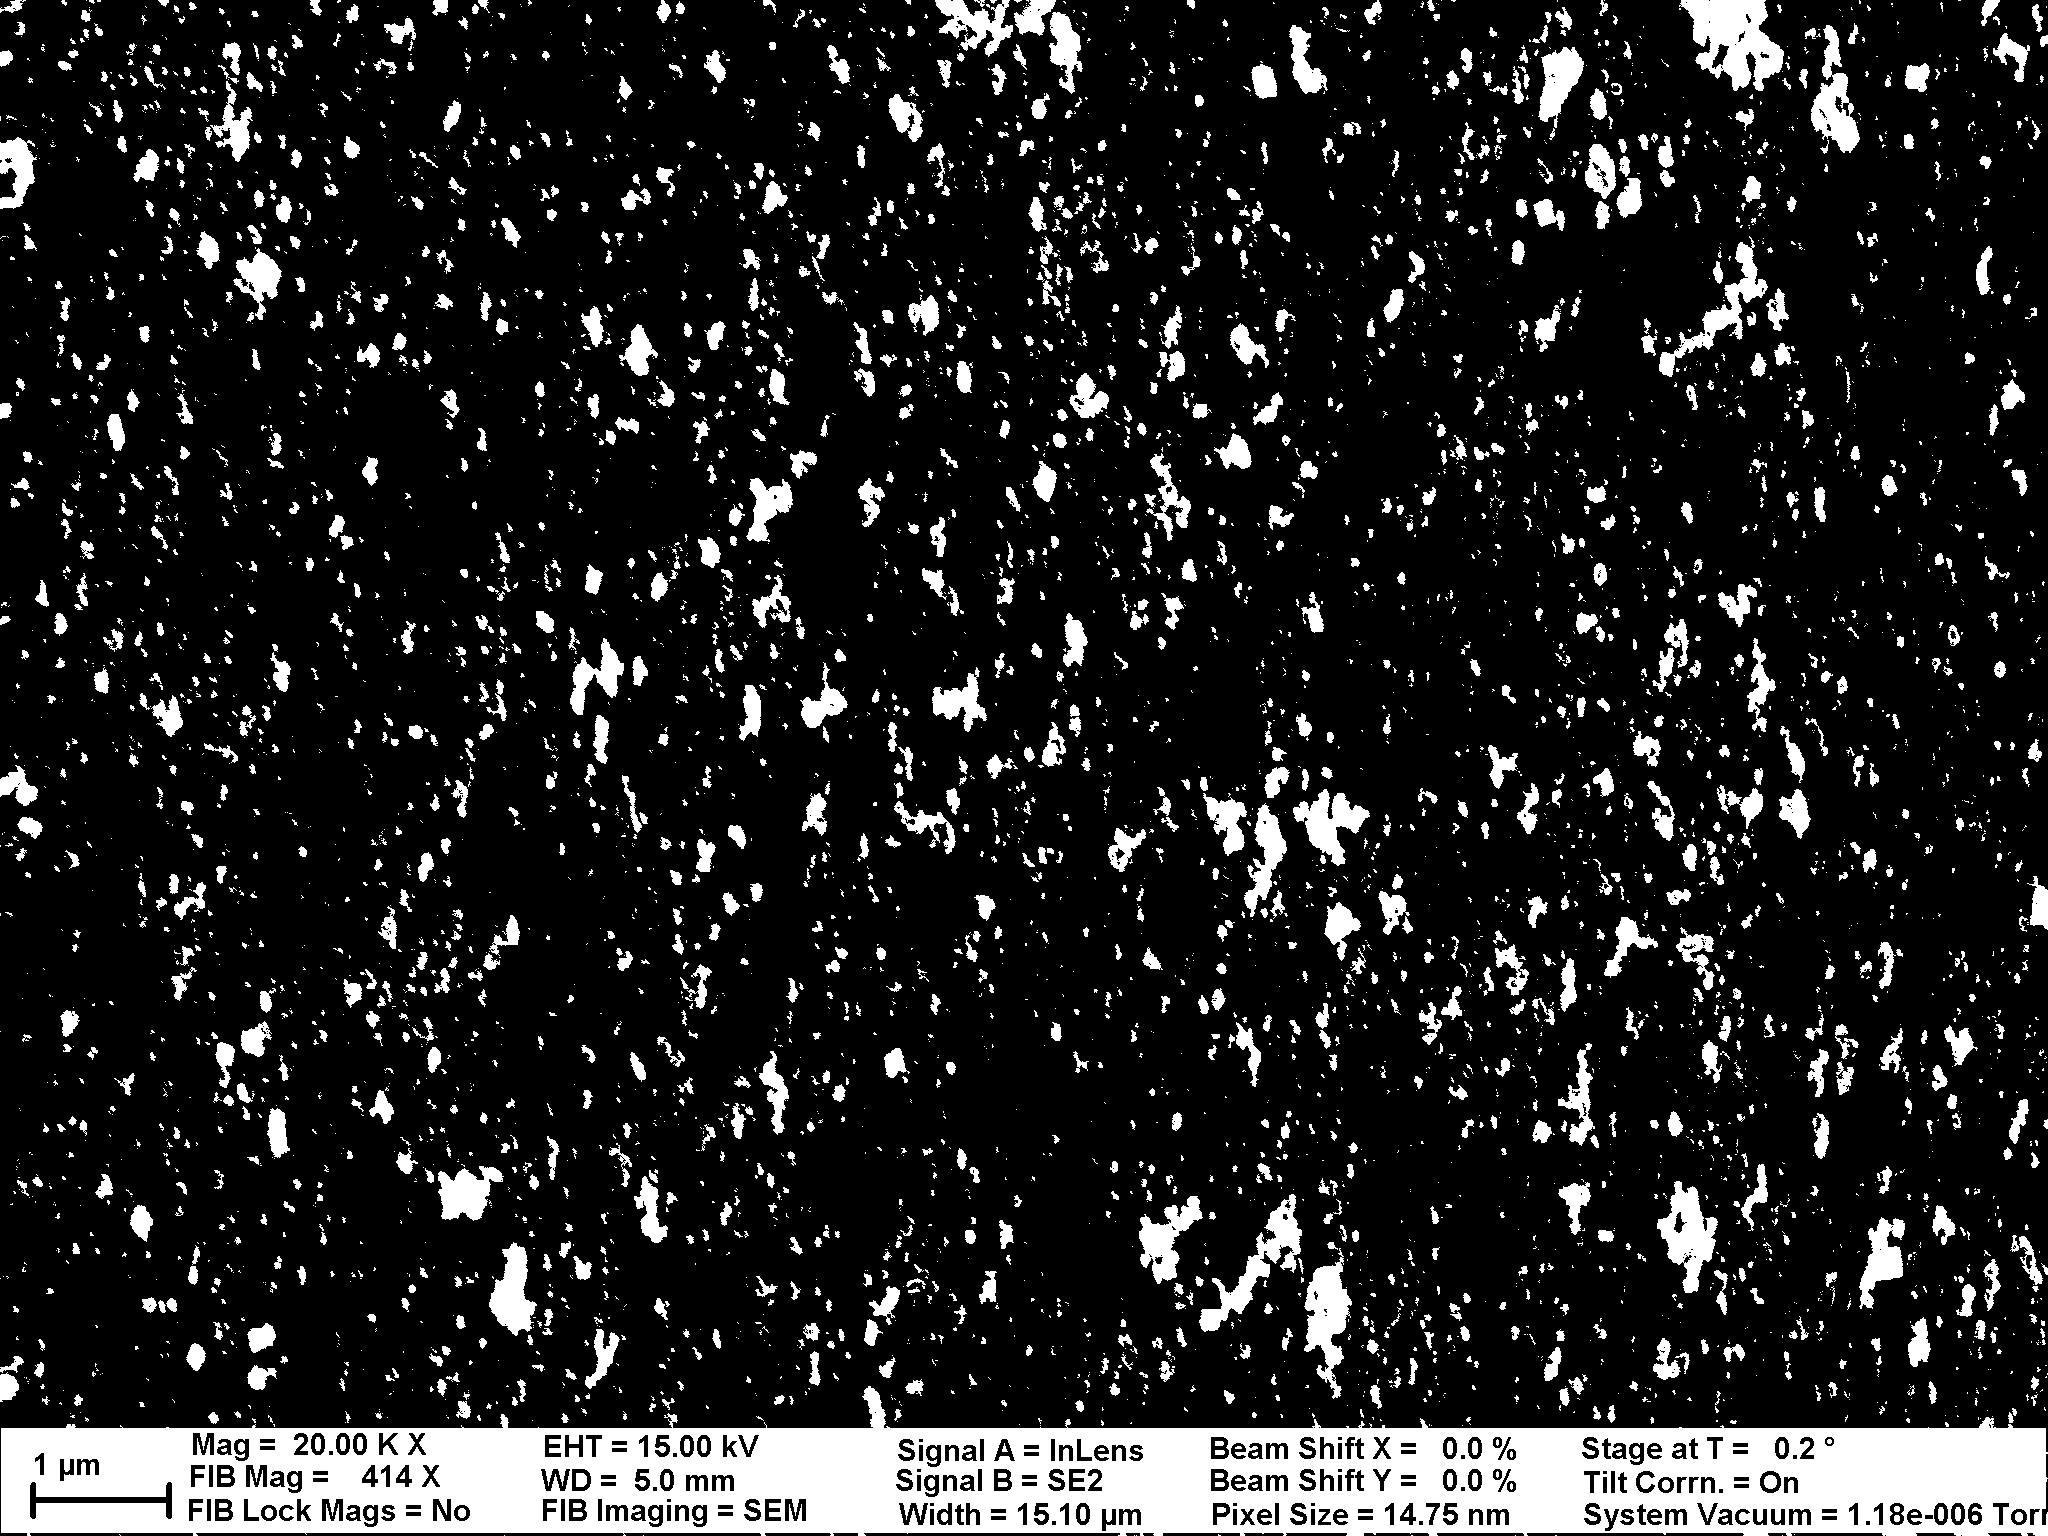 1 µm
Mag = 20.00 K X
FIB Mag = 414 X
FIB Lock Mags = No
EHT = 15.00 kV
WD = 5.0 mm
FIB Imaging = SEM
Signal A = InLens
Signal B = SE2
Width = 15.10 µm
Beam Shift X = 0.0 %
Beam Shift Y = 0.0 %
Pixel Size = 14.75 nm
Stage at T = 0.2 °
Tilt Corrn. = On
System Vacuum = 1.18e-006 Torr